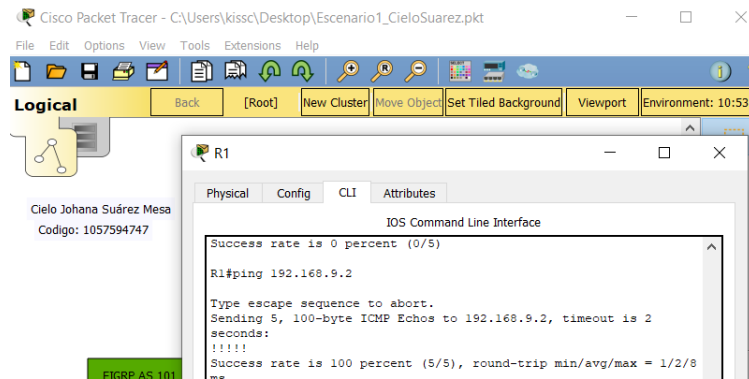 Cisco Packet Tracer - C:\Users\kissc\Desktop\Escenario1_CieloSuarez.pkt
File Edit Options View Tools Extensions Help
Logical Back [Root] New Cluster Move Object Set Tiled Background Viewport Environment: 10:53
R1
Physical Config CLI Attributes
Cielo Johana Suárez Mesa
Codigo: 1057594747
IOS Command Line Interface
Success rate is 0 percent (0/5)
R1#ping 192.168.9.2
Type escape sequence to abort.
Sending 5, 100-byte ICMP Echos to 192.168.9.2, timeout is 2
seconds:
!!!!!
Success rate is 100 percent (5/5), round-trip min/avg/max = 1/2/8
ms
EIGRP AS 101